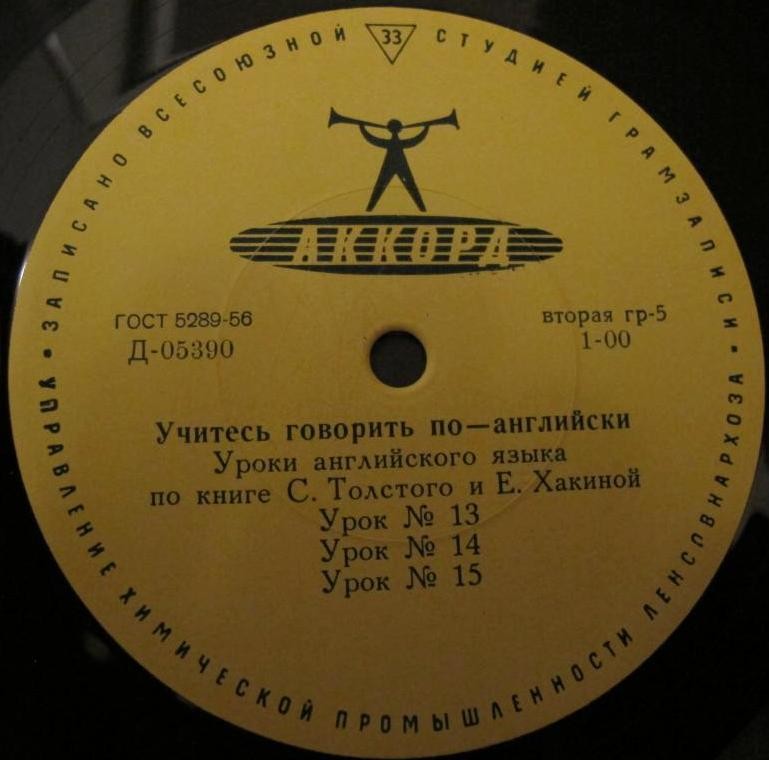 ЗАПИСАНО ВСЕСОЮЗНОЙ 33 СТУДИЕЙ ГРАМЗАПИСИ
АККОРД
ГОСТ 5289-56
Д-05390
вторая гр-5
1-00
Учитесь говорить по—английски
Уроки английского языка
по книге С. Толстого и Е. Хакиной
Урок № 13
Урок № 14
Урок № 15
УПРАВЛЕНИЕ ХИМИЧЕСКОЙ ПРОМЫШЛЕННОСТИ ЛЕНСОВНАРХОЗА